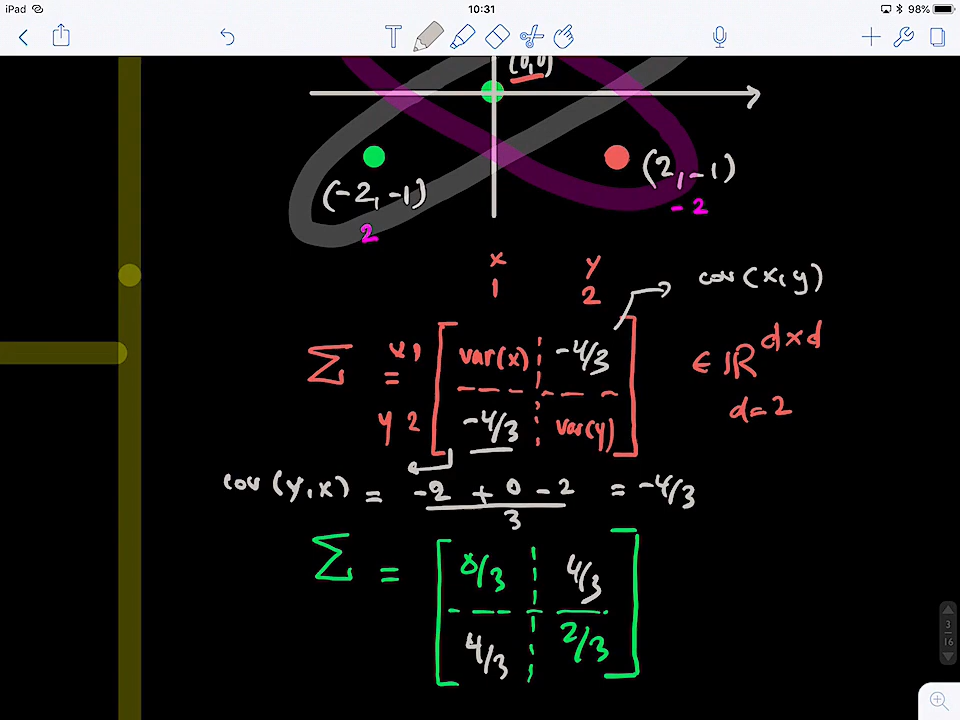 iPad 10:31 98%
T
(0,0)
(-2, -1) (2, -1)
2 -2
x y
1 2 cov(x,y)
Σ = x 1 [ var(x) -4/3 ] ∈ ℝ^{d×d}
y 2 [ -4/3 var(y) ] d=2
cov(y,x) = (-2 + 0 - 2)/3 = -4/3
Σ = [ 8/3 4/3 ]
[ 4/3 2/3 ]
3
16